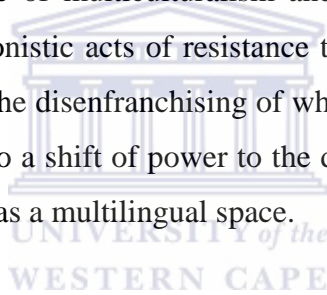 of multiculturalism and
onistic acts of resistance t
he disenfranchising of wh
o a shift of power to the
as a multilingual space.
UNIVERSITY of the
WESTERN CAPE